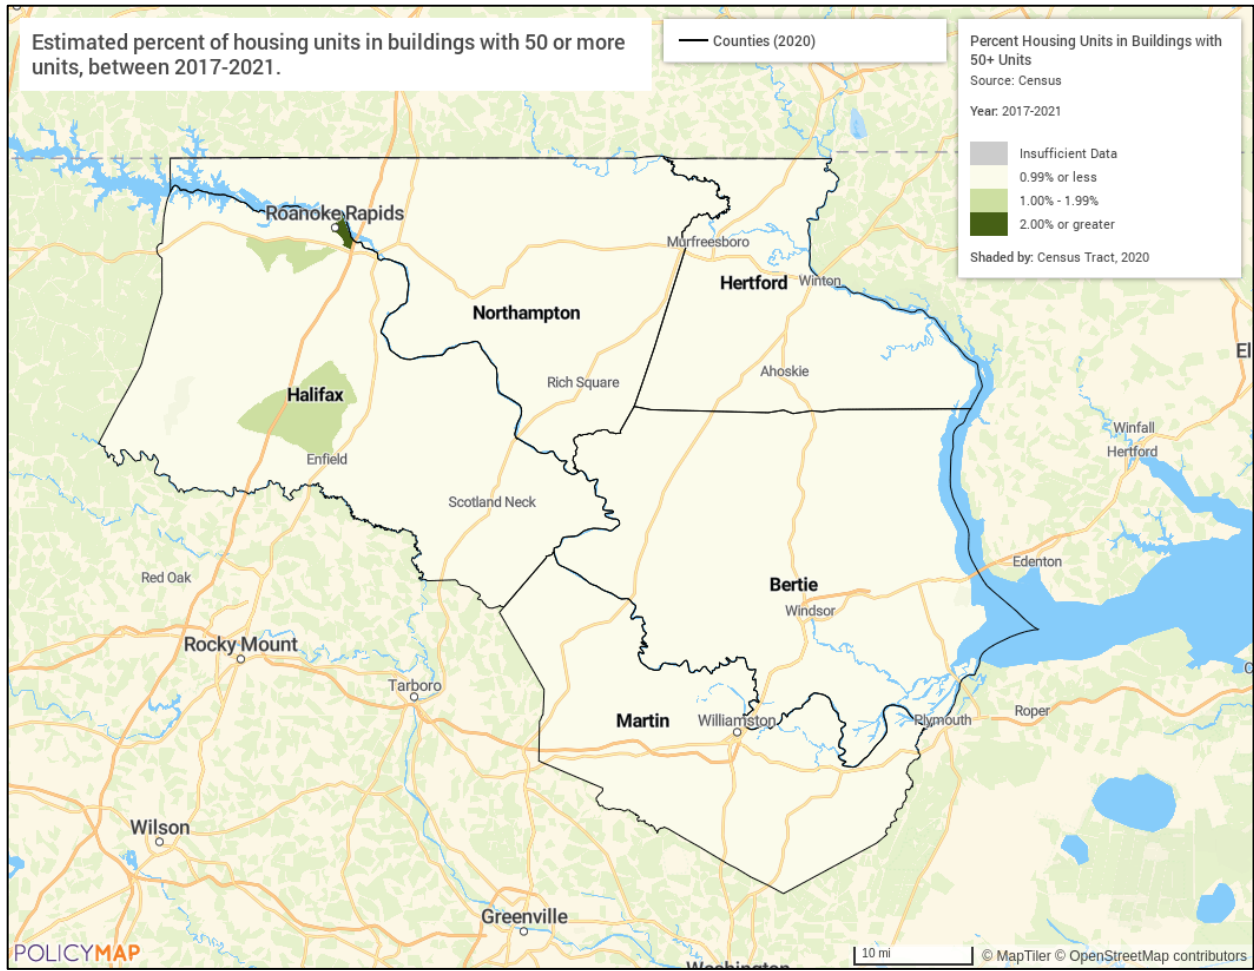 Estimated percent of housing units in buildings with 50 or more
units, between 2017-2021.
Counties (2020)
Percent Housing Units in Buildings with
50+ Units
Source: Census
Year: 2017-2021
Insufficient Data
0.99% or less
1.00% - 1.99%
2.00% or greater
Shaded by: Census Tract, 2020
Roanoke Rapids
Murfreesboro
Hertford
Winton
Northampton
Rich Square
Ahoskie
Halifax
Enfield
Scotland Neck
Winfall
Hertford
Red Oak
Edenton
Bertie
Windsor
Rocky Mount
Tarboro
Martin
Williamston
Plymouth
Roper
Wilson
Greenville
POLICYMAP
10 mi
© MapTiler © OpenStreetMap contributors